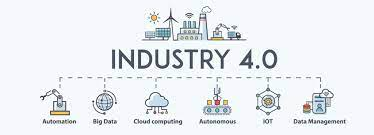 INDUSTRY 4.0
Automation Big Data Cloud computing Autonomous IOT Data Management